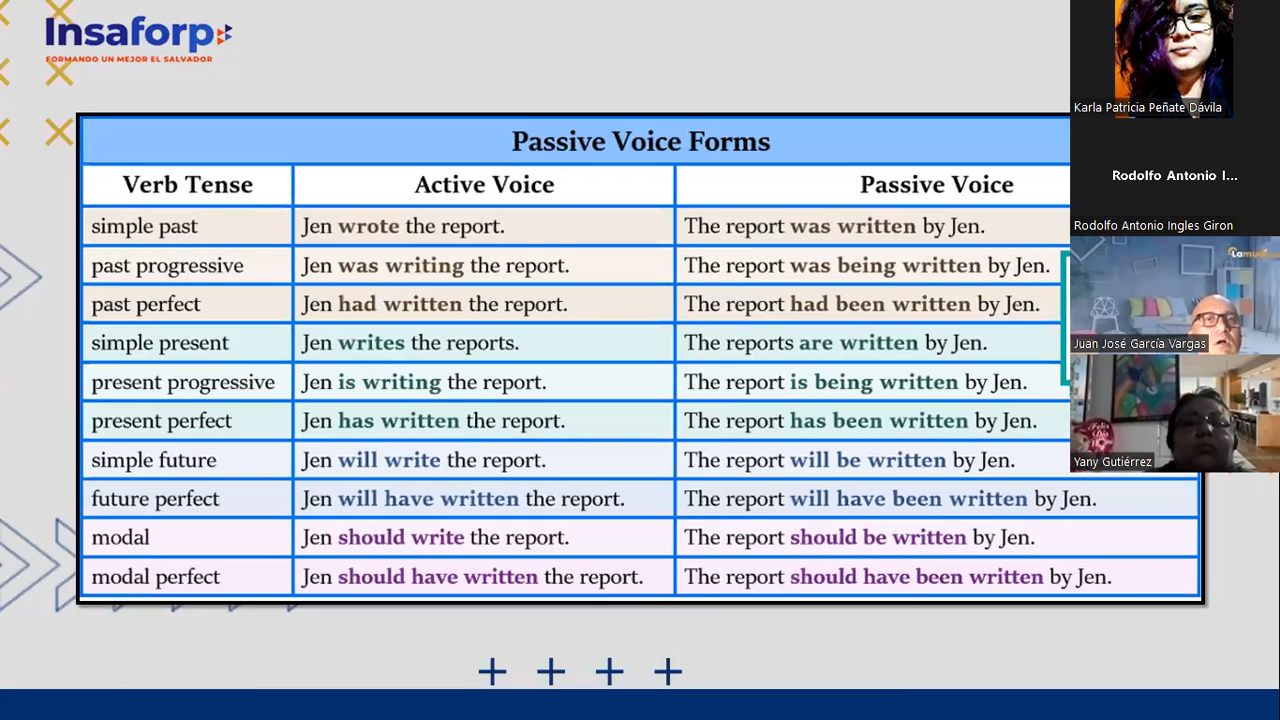 Insaforp
FORMANDO UN MEJOR EL SALVADOR
Passive Voice Forms
Verb Tense Active Voice Passive Voice
simple past Jen wrote the report. The report was written by Jen.
past progressive Jen was writing the report. The report was being written by Jen.
past perfect Jen had written the report. The report had been written by Jen.
simple present Jen writes the reports. The reports are written by Jen.
present progressive Jen is writing the report. The report is being written by Jen.
present perfect Jen has written the report. The report has been written by Jen.
simple future Jen will write the report. The report will be written by Jen.
future perfect Jen will have written the report. The report will have been written by Jen.
modal Jen should write the report. The report should be written by Jen.
modal perfect Jen should have written the report. The report should have been written by Jen.
Karla Patricia Peñate Dávila
Rodolfo Antonio I...
Rodolfo Antonio Ingles Giron
Juan José García Vargas
Yany Gutiérrez